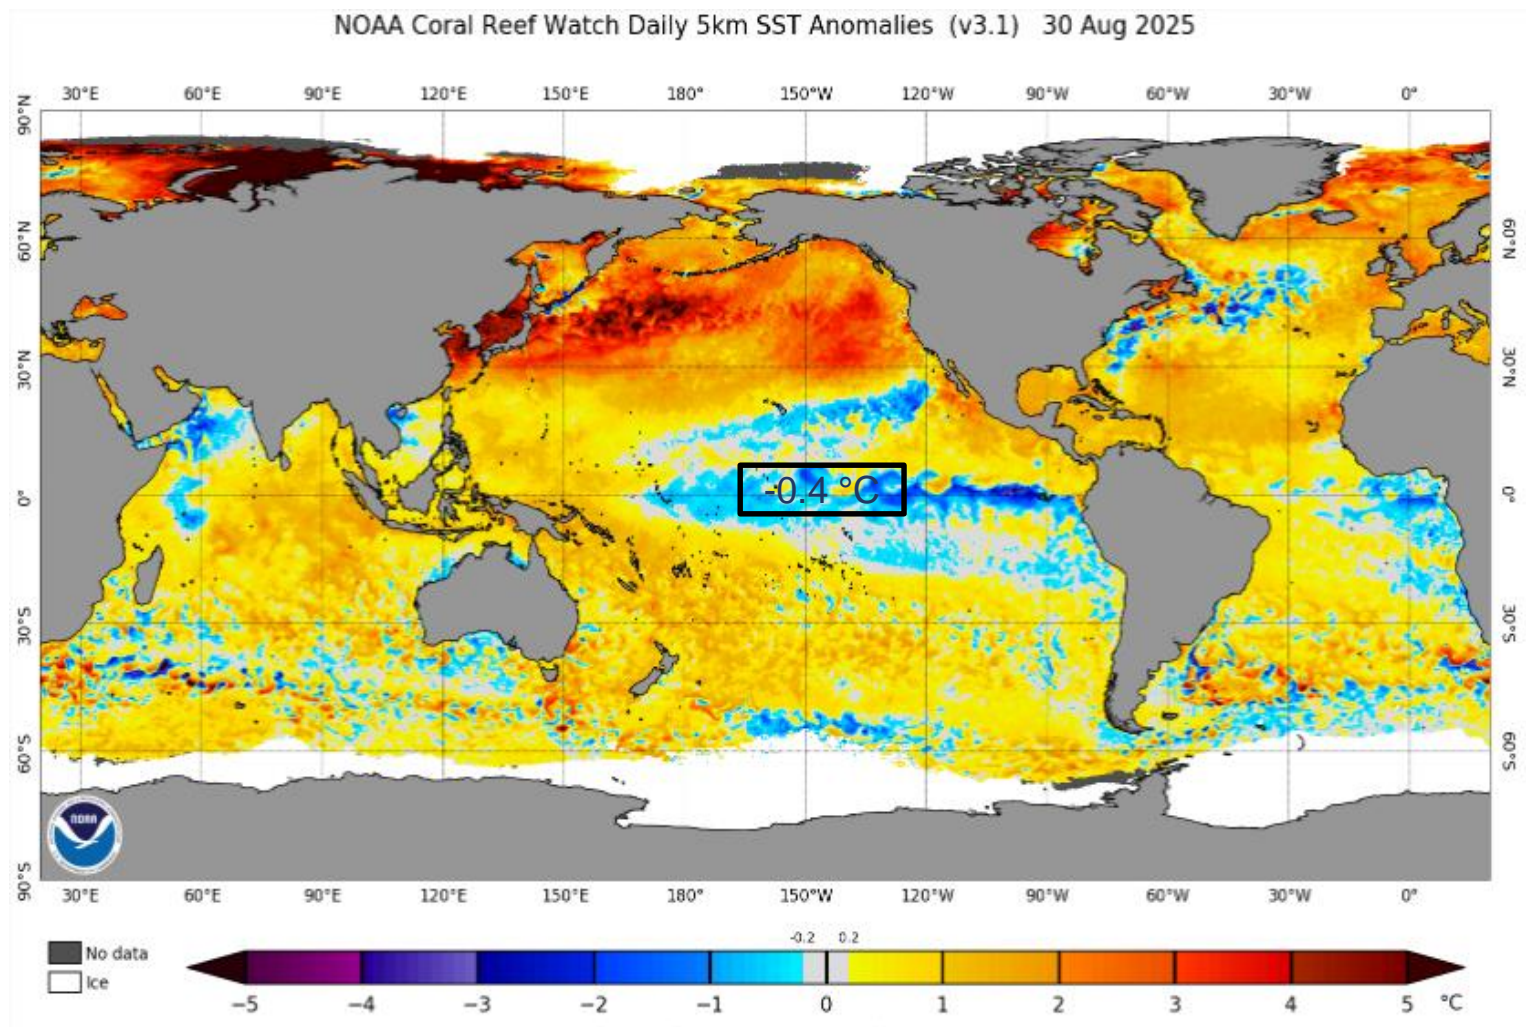 NOAA Coral Reef Watch Daily 5km SST Anomalies (v3.1) 30 Aug 2025
30°E 60°E 90°E 120°E 150°E 180° 150°W 120°W 90°W 60°W 30°W 0°
90°N
60°N 60°N
30°N 30°N
-0.4 °C
0° 0°
30°S 30°S
60°S 60°S
NOAA
90°S
30°E 60°E 90°E 120°E 150°E 180° 150°W 120°W 90°W 60°W 30°W 0°
-0.2 0.2
No data
Ice
−5 −4 −3 −2 −1 0 1 2 3 4 5 °C